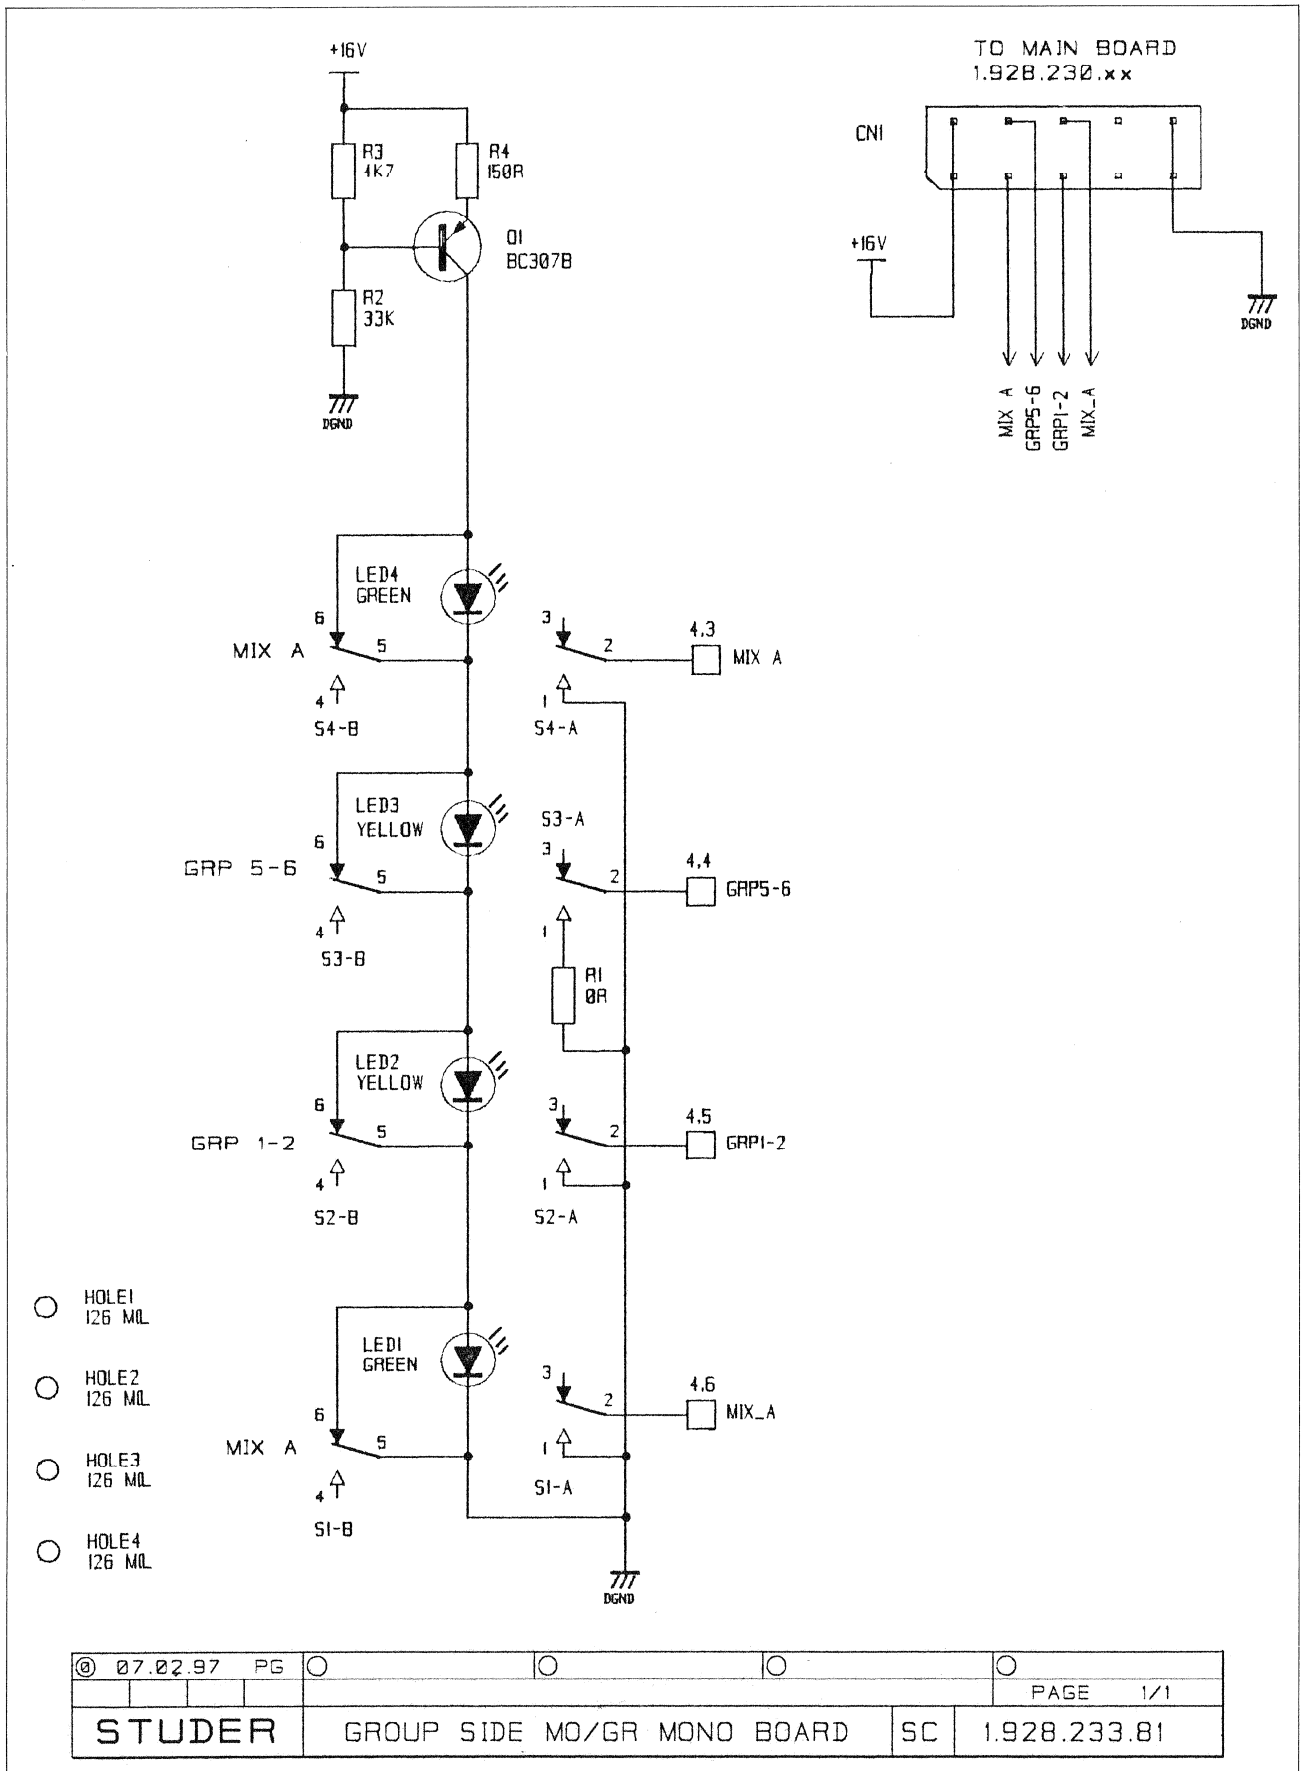 +16V
TO MAIN BOARD
1.928.230.xx
CN1
R3
4K7
R4
150R
Q1
BC307B
+16V
R2
33K
DGND
DGND
MIX A
GRP5-6
GRP1-2
MIX_A
LED4
GREEN
6
5
MIX A
4
S4-B
3
2
4,3
MIX A
1
S4-A
LED3
YELLOW
6
5
GRP 5-6
4
S3-B
S3-A
3
2
4,4
GRP5-6
1
R1
0R
LED2
YELLOW
6
5
GRP 1-2
4
S2-B
3
2
4,5
GRP1-2
1
S2-A
HOLE1
126 MIL
HOLE2
126 MIL
HOLE3
126 MIL
HOLE4
126 MIL
LED1
GREEN
6
5
MIX A
4
S1-B
3
2
4,6
MIX_A
1
S1-A
DGND
0 07.02.97 PG
PAGE 1/1
STUDER
GROUP SIDE MO/GR MONO BOARD
SC
1.928.233.81